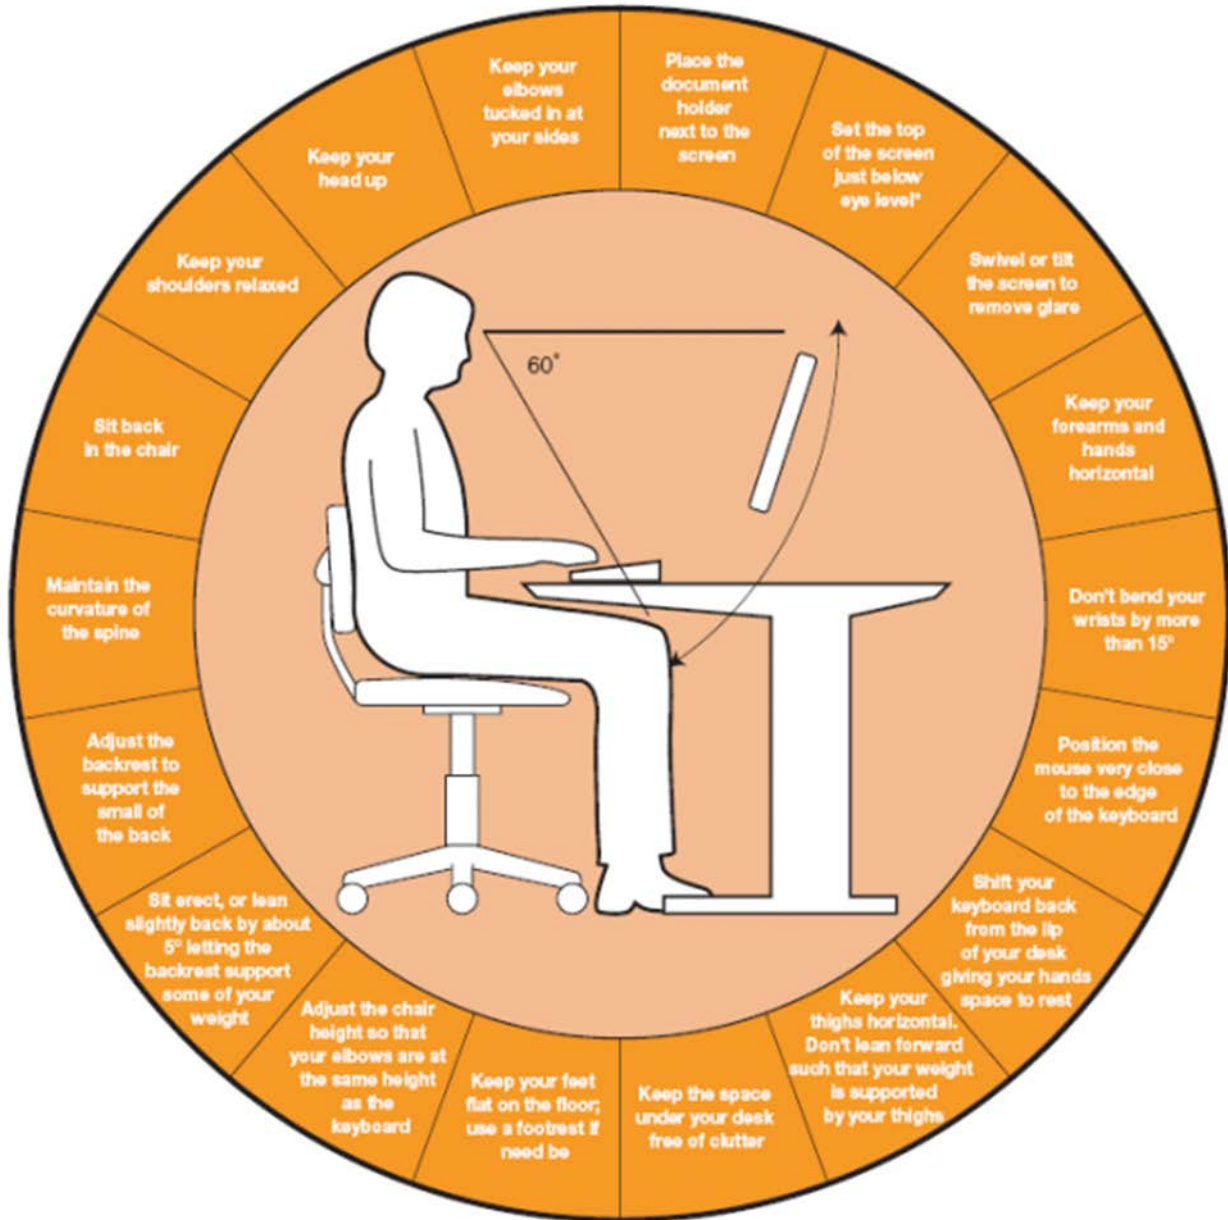 Place the
document
holder
next to the
screen
Set the top
of the screen
just below
eye level*
Swivel or tilt
the screen to
remove glare
Keep your
forearms and
hands
horizontal
Don't bend your
wrists by more
than 15°
Position the
mouse very close
to the edge
of the keyboard
Shift your
keyboard back
from the lip
of your desk
giving your hands
space to rest
Keep your
thighs horizontal.
Don't lean forward
such that your weight
is supported
by your thighs
Keep the space
under your desk
free of clutter
Keep your feet
flat on the floor;
use a footrest if
need be
Adjust the chair
height so that
your elbows are at
the same height
as the
keyboard
Sit erect, or lean
slightly back by about
5° letting the
backrest support
some of your
weight
Adjust the
backrest to
support the
small of
the back
Maintain the
curvature of
the spine
Sit back
in the chair
Keep your
shoulders relaxed
Keep your
head up
Keep your
elbows
tucked in at
your sides
60°